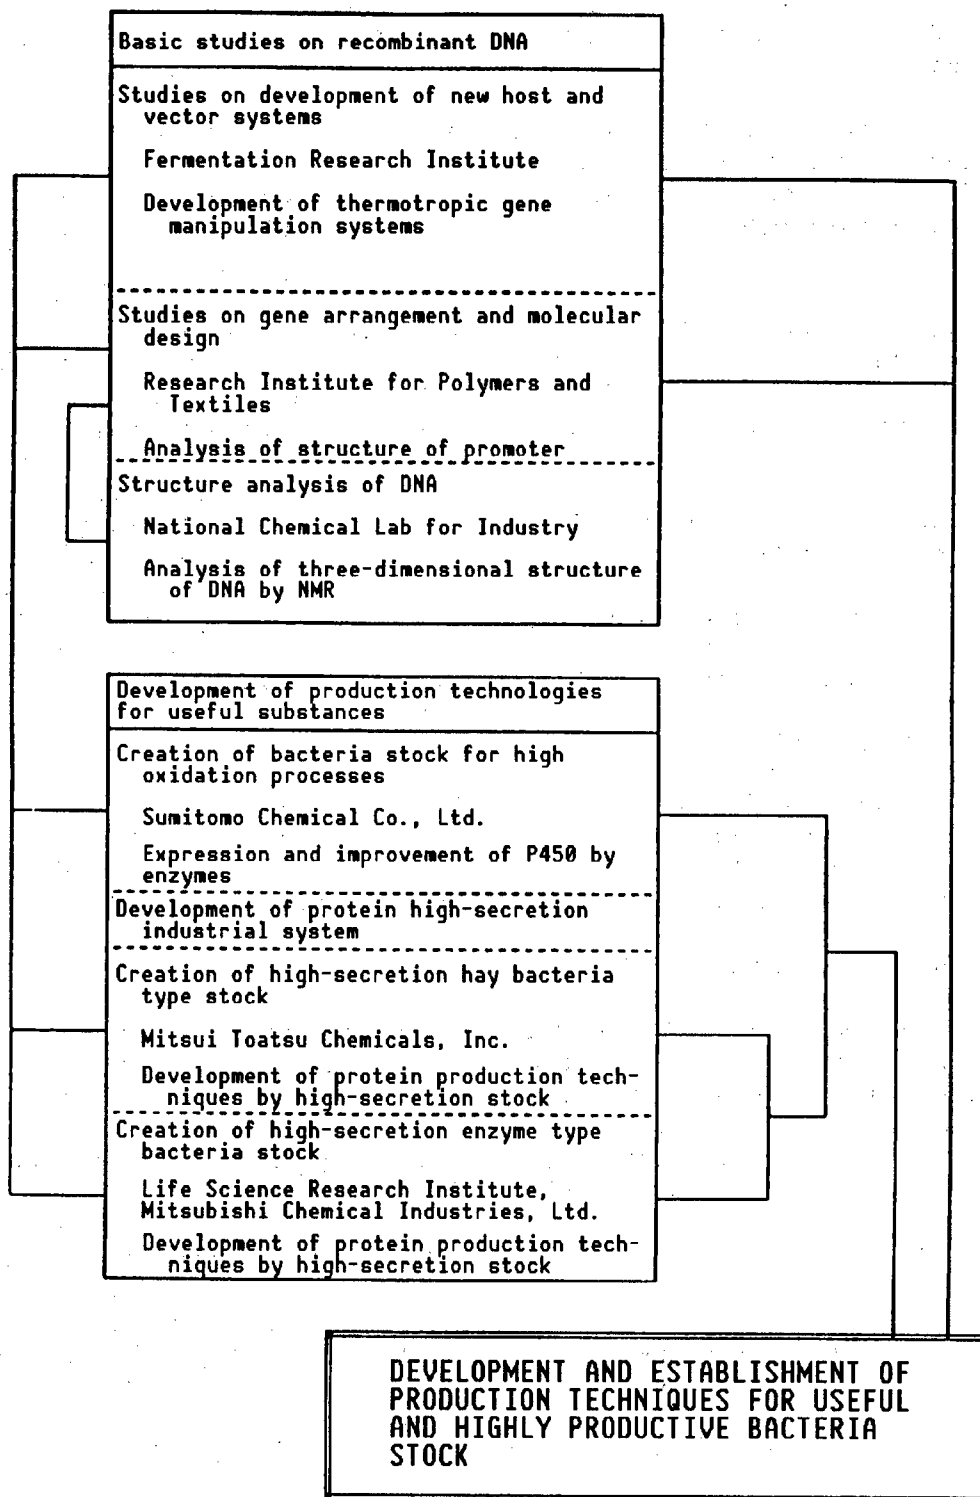 Basic studies on recombinant DNA
Studies on development of new host and
vector systems
Fermentation Research Institute
Development of thermotropic gene
manipulation systems
Studies on gene arrangement and molecular
design
Research Institute for Polymers and
Textiles
Analysis of structure of promoter
Structure analysis of DNA
National Chemical Lab for Industry
Analysis of three-dimensional structure
of DNA by NMR
Development of production technologies
for useful substances
Creation of bacteria stock for high
oxidation processes
Sumitomo Chemical Co., Ltd.
Expression and improvement of P450 by
enzymes
Development of protein high-secretion
industrial system
Creation of high-secretion hay bacteria
type stock
Mitsui Toatsu Chemicals, Inc.
Development of protein production tech-
niques by high-secretion stock
Creation of high-secretion enzyme type
bacteria stock
Life Science Research Institute,
Mitsubishi Chemical Industries, Ltd.
Development of protein production tech-
niques by high-secretion stock
DEVELOPMENT AND ESTABLISHMENT OF
PRODUCTION TECHNIQUES FOR USEFUL
AND HIGHLY PRODUCTIVE BACTERIA
STOCK